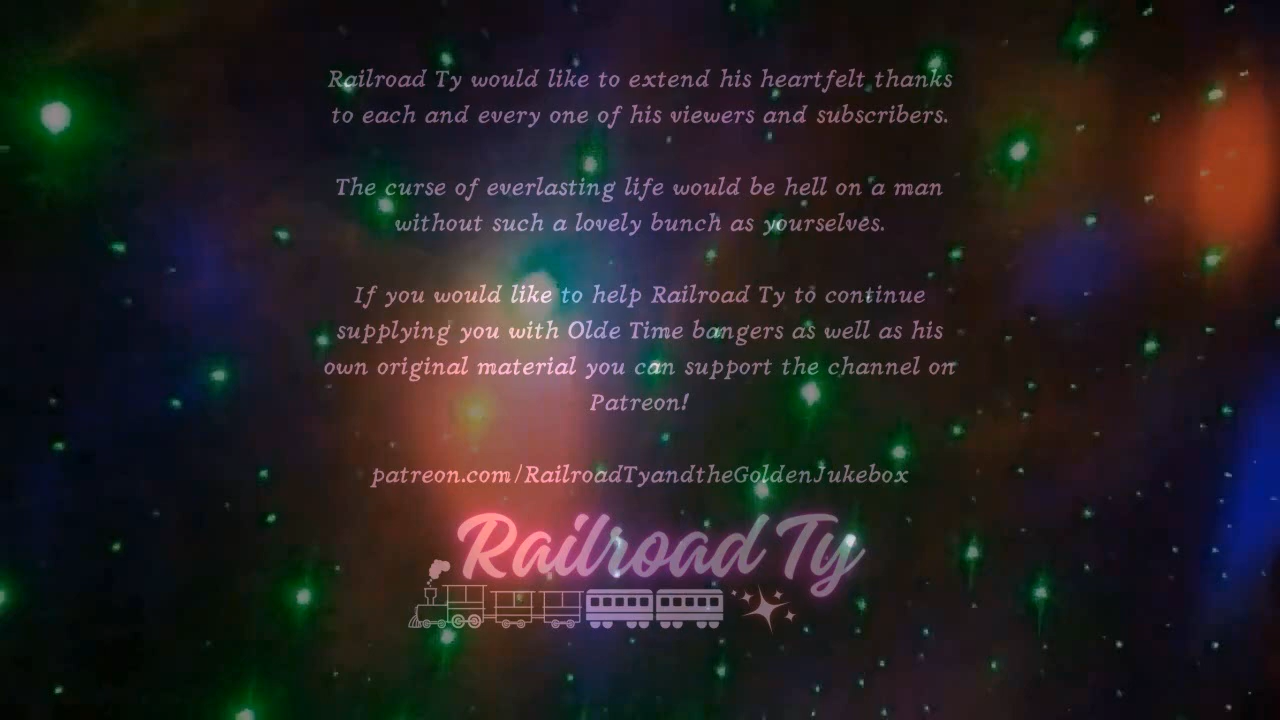 Railroad Ty would like to extend his heartfelt thanks
to each and every one of his viewers and subscribers.
The curse of everlasting life would be hell on a man
without such a lovely bunch as yourselves.
If you would like to help Railroad Ty to continue
supplying you with Olde Time bangers as well as his
own original material you can support the channel on
Patreon!
patreon.com/RailroadTyandtheGoldenJukebox
Railroad Ty